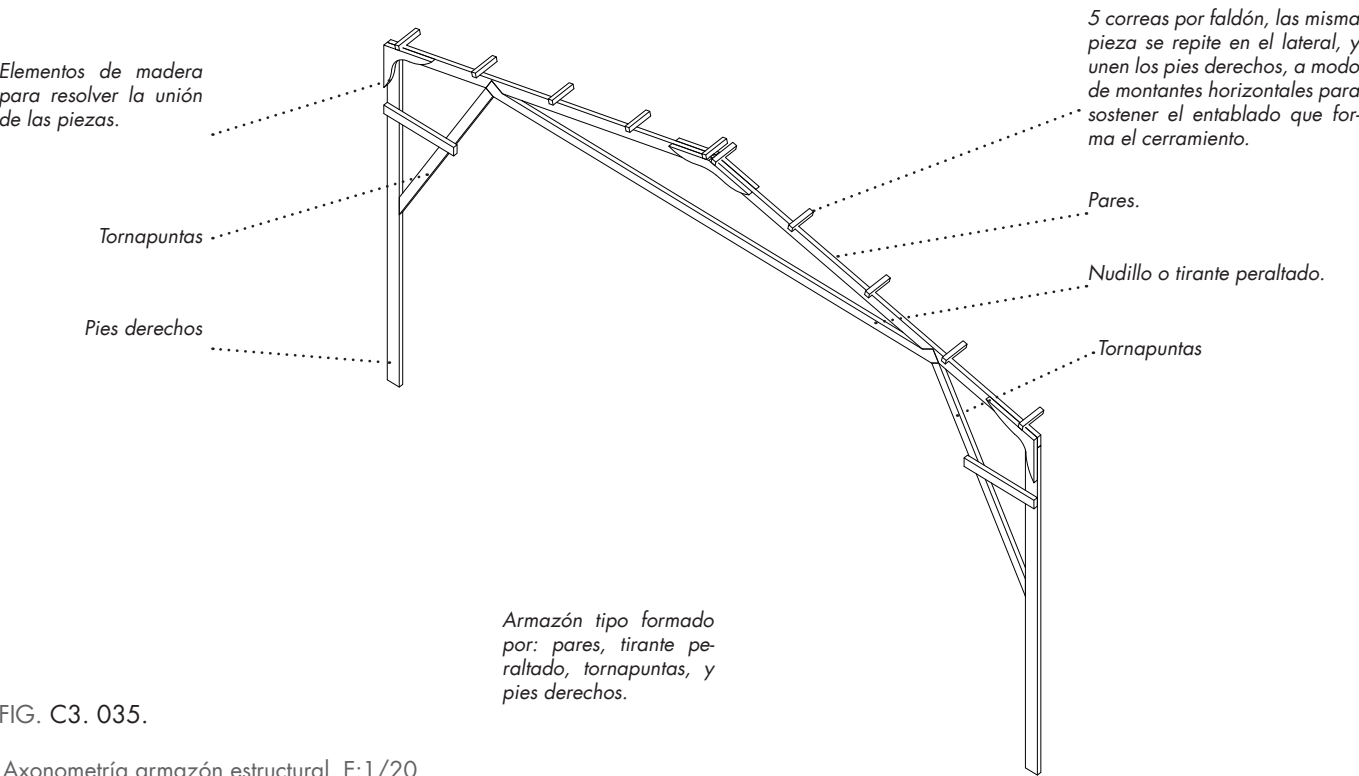 Elementos de madera
para resolver la unión
de las piezas.
Tornapuntas
Pies derechos
5 correas por faldón, las misma
pieza se repite en el lateral, y
unen los pies derechos, a modo
de montantes horizontales para
sostener el entablado que for-
ma el cerramiento.
Pares.
Nudillo o tirante peraltado.
Tornapuntas
Armazón tipo formado
por: pares, tirante pe-
raltado, tornapuntas, y
pies derechos.
FIG. C3. 035.
Axonometría armazón estructural. E:1/20